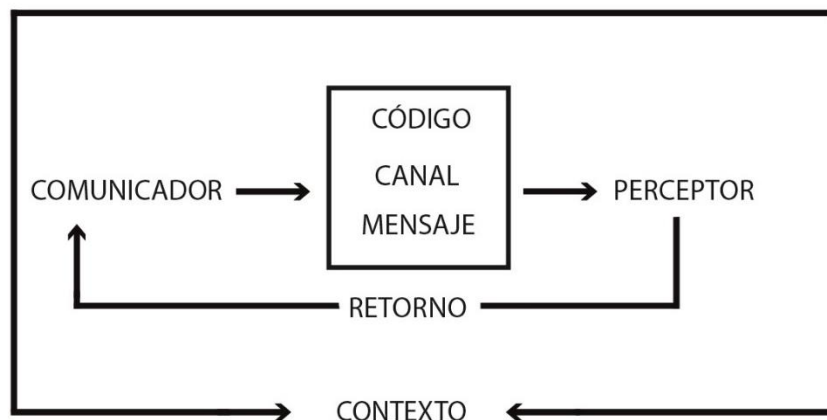 CÓDIGO
CANAL
COMUNICADOR
PERCEPTOR
MENSAJE
RETORNO
CONTEXTO